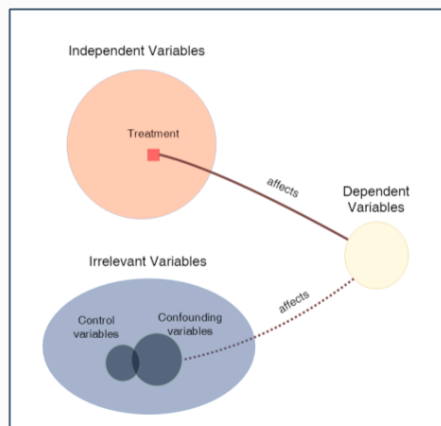 Independent Variables
Treatment
affects
Dependent
Variables
Irrelevant Variables
affects
Control
variables
Confounding
variables